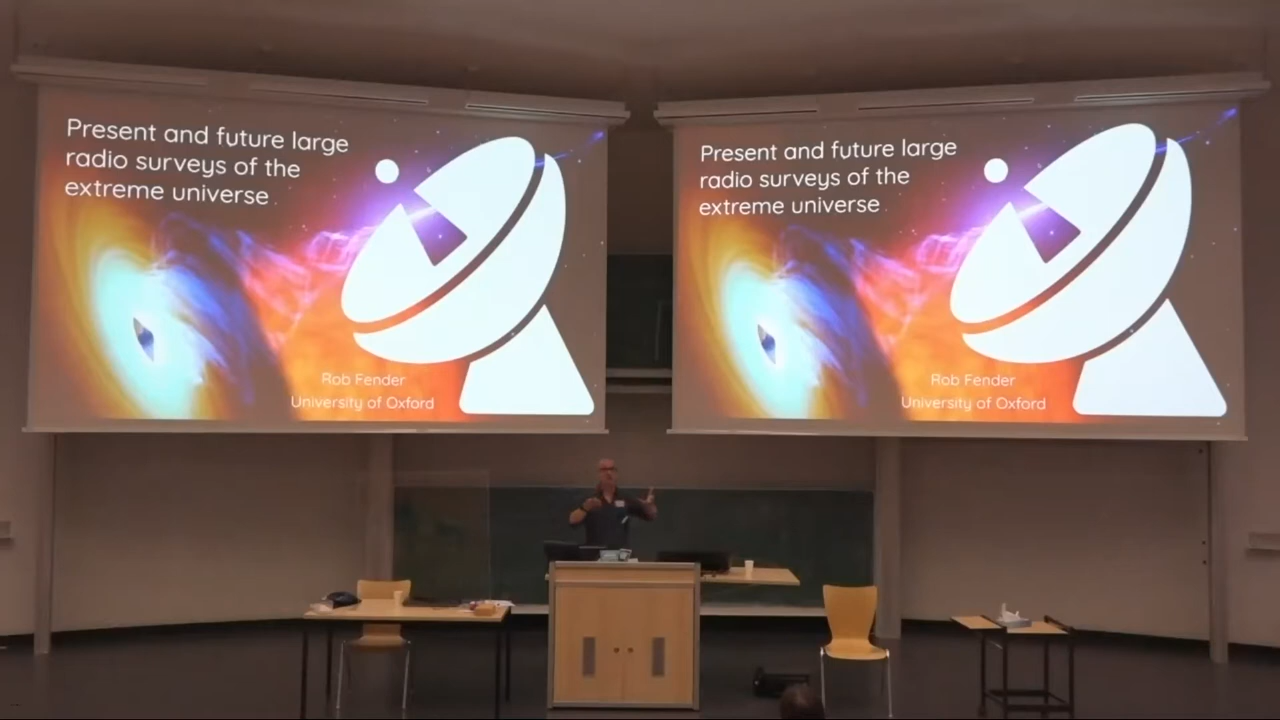 Present and future large
radio surveys of the
extreme universe
Rob Fender
University of Oxford
Present and future large
radio surveys of the
extreme universe
Rob Fender
University of Oxford